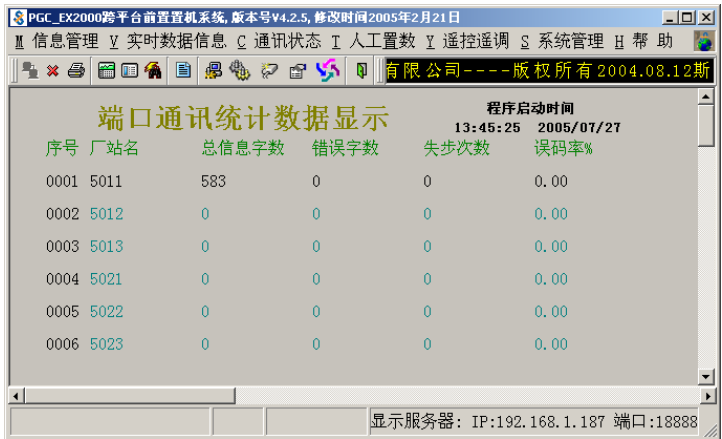 PGC_EX2000跨平台前置置机系统, 版本号V4.2.5, 修改时间2005年2月21日
M 信息管理 V 实时数据信息 C 通讯状态 T 人工置数 Y 遥控遥调 S 系统管理 H 帮 助
有限公司----版权所有2004.08.12斯
端口通讯统计数据显示
程序启动时间
13:45:25 2005/07/27
序号 厂站名 总信息字数 错误字数 失步次数 误码率%
0001 5011 583 0 0 0.00
0002 5012 0 0 0 0.00
0003 5013 0 0 0 0.00
0004 5021 0 0 0 0.00
0005 5022 0 0 0 0.00
0006 5023 0 0 0 0.00
显示服务器: IP:192.168.1.187 端口:18888